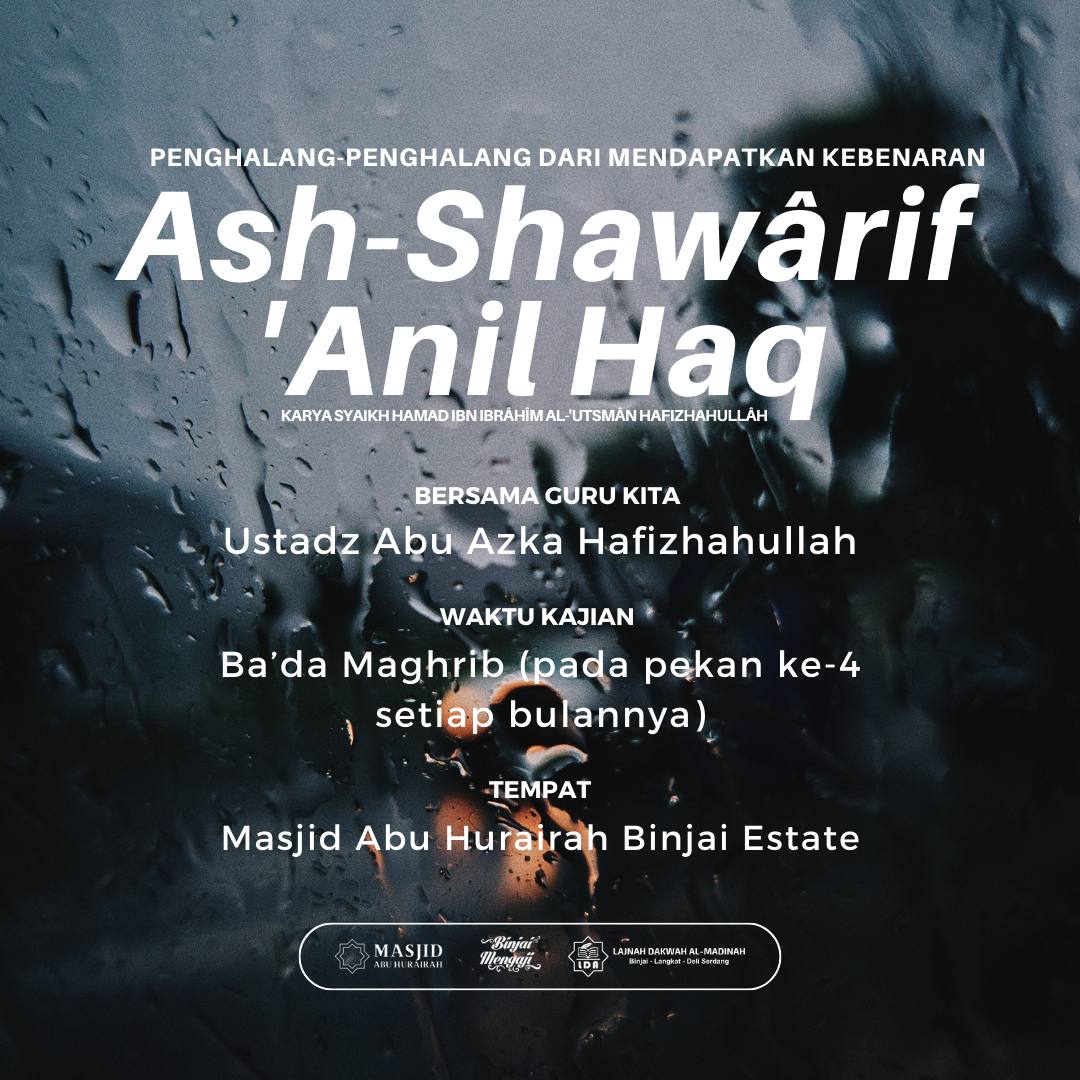 PENGHALANG-PENGHALANG DARI MENDAPATKAN KEBENARAN
Ash-Shawârif
'Anil Haq
KARYA SYAIKH HAMAD IBN IBRÂHÎM AL-'UTSMÂN HAFIZHAHULLÂH
BERSAMA GURU KITA
Ustadz Abu Azka Hafizhahullah
WAKTU KAJIAN
Ba’da Maghrib (pada pekan ke-4
setiap bulannya)
TEMPAT
Masjid Abu Hurairah Binjai Estate
MASJID
ABU HURAIRAH
Binjai
Mengaji
LDA
LAJNAH DAKWAH AL-MADINAH
Binjai - Langkat - Deli Serdang